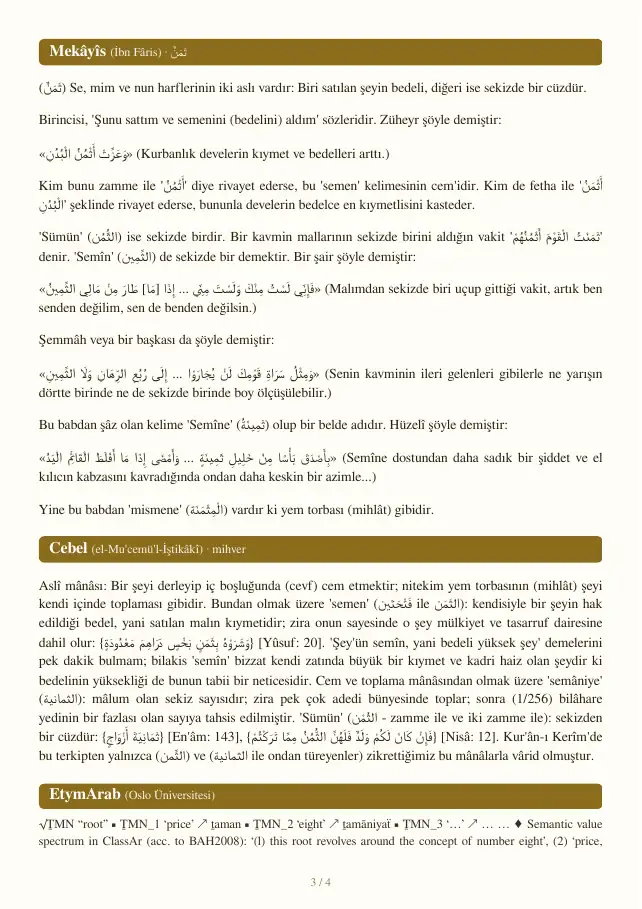 Mekâyîs (İbn Fâris) · ثَمَنٌ
(ثَمَنٌ) Se, mim ve nun harflerinin iki aslı vardır: Biri satılan şeyin bedeli, diğeri ise sekizde bir cüzdür.
Birincisi, 'Şunu sattım ve semenini (bedelini) aldım' sözleridir. Züheyr şöyle demiştir:
«وَعَزَّتْ أَثْمُنُ الْبُدُنِ» (Kurbanlık develerin kıymet ve bedelleri arttı.)
Kim bunu zamme ile 'أَثْمُنُ' diye rivayet ederse, bu 'semen' kelimesinin cem'idir. Kim de fetha ile 'أَثْمَنُ
الْبُدْنِ' şeklinde rivayet ederse, bununla develerin bedelce en kıymetlisini kasteder.
'Sümün' (الثُّمُن) ise sekizde birdir. Bir kavmin mallarının sekizde birini aldığın vakit 'ثَمَنْتُ الْقَوْمَ أَثْمُنُهُمْ'
denir. 'Semîn' (الثَّمِين) de sekizde bir demektir. Bir şair şöyle demiştir:
«فَإِنِّي لَسْتُ مِنْكَ وَلَسْتَ مِنِّي ... إِذَا [مَا] طَارَ مِنْ مَالِي الثَّمِينُ» (Malımdan sekizde biri uçup gittiği vakit, artık ben
senden değilim, sen de benden değilsin.)
Şemmâh veya bir başkası da şöyle demiştir:
«وَمِثْلُ سَرَاةِ قَوْمِكَ لَنْ يُجَارَوْا ... إِلَى رُبُعِ الرِّهَانِ وَلَا الثَّمِينِ» (Senin kavminin ileri gelenleri gibilerle ne yarışın
dörtte birinde ne de sekizde birinde boy ölçüşülebilir.)
Bu babdan şâz olan kelime 'Semîne' (ثَمِينَةُ) olup bir belde adıdır. Hüzelî şöyle demiştir:
«بِأَصْدَقَ بَأْسًا مِنْ خَلِيلِ ثَمِينَةٍ ... وَأَمْضَى إِذَا مَا أَفْلَطَ الْقَائِمَ الْيَدُ» (Semîne dostundan daha sadık bir şiddet ve el
kılıcın kabzasını kavradığında ondan daha keskin bir azimle...)
Yine bu babdan 'mismene' (الْمِثْمَنَة) vardır ki yem torbası (mihlât) gibidir.
Cebel (el-Mu'cemü'l-İştikâkî) · mihver
Aslî mânâsı: Bir şeyi derleyip iç boşluğunda (cevf) cem etmektir; nitekim yem torbasının (mihlât) şeyi
kendi içinde toplaması gibidir. Bundan olmak üzere 'semen' (الثَمَن ile فَتْحَتَيْن): kendisiyle bir şeyin hak
edildiği bedel, yani satılan malın kıymetidir; zira onun sayesinde o şey mülkiyet ve tasarruf dairesine
dahil olur: {وَشَرَوْهُ بِثَمَنٍ بَخْسٍ دَرَاهِمَ مَعْدُودَةٍ} [Yûsuf: 20]. 'Şey'ün semîn, yani bedeli yüksek şey' demelerini
pek dakik bulmam; bilakis 'semîn' bizzat kendi zatında büyük bir kıymet ve kadri haiz olan şeydir ki
bedelinin yüksekliği de bunun tabii bir neticesidir. Cem ve toplama mânâsından olmak üzere 'semâniye'
(الثمانية): mâlum olan sekiz sayısıdır; zira pek çok adedi bünyesinde toplar; sonra (1/256) bilâhare
yedinin bir fazlası olan sayıya tahsis edilmiştir. 'Sümün' (الثُمُن - zamme ile ve iki zamme ile): sekizden
bir cüzdür: {ثَمَانِيَةَ أَزْوَاجٍ} [En'âm: 143], {فَإِن كَانَ لَكُمْ وَلَدٌ فَلَهُنَّ الثُّمُنُ مِمَّا تَرَكْتُم} [Nisâ: 12]. Kur'ân-ı Kerîm'de
bu terkipten yalnızca (الثَّمن) ve (الثمانية ile ondan türeyenler) zikrettiğimiz bu mânâlarla vârid olmuştur.
EtymArab (Oslo Üniversitesi)
√ṮMN “root” ▪ ṮMN_1 ‘price’ ↗ ṯaman ▪ ṮMN_2 ‘eight’ ↗ ṯamāniyaẗ ▪ ṮMN_3 ‘…’ ↗ … … ♦ Semantic value
spectrum in ClassAr (acc. to BAH2008): ‘(1) this root revolves around the concept of number eight’, (2) ‘price,
3 / 4